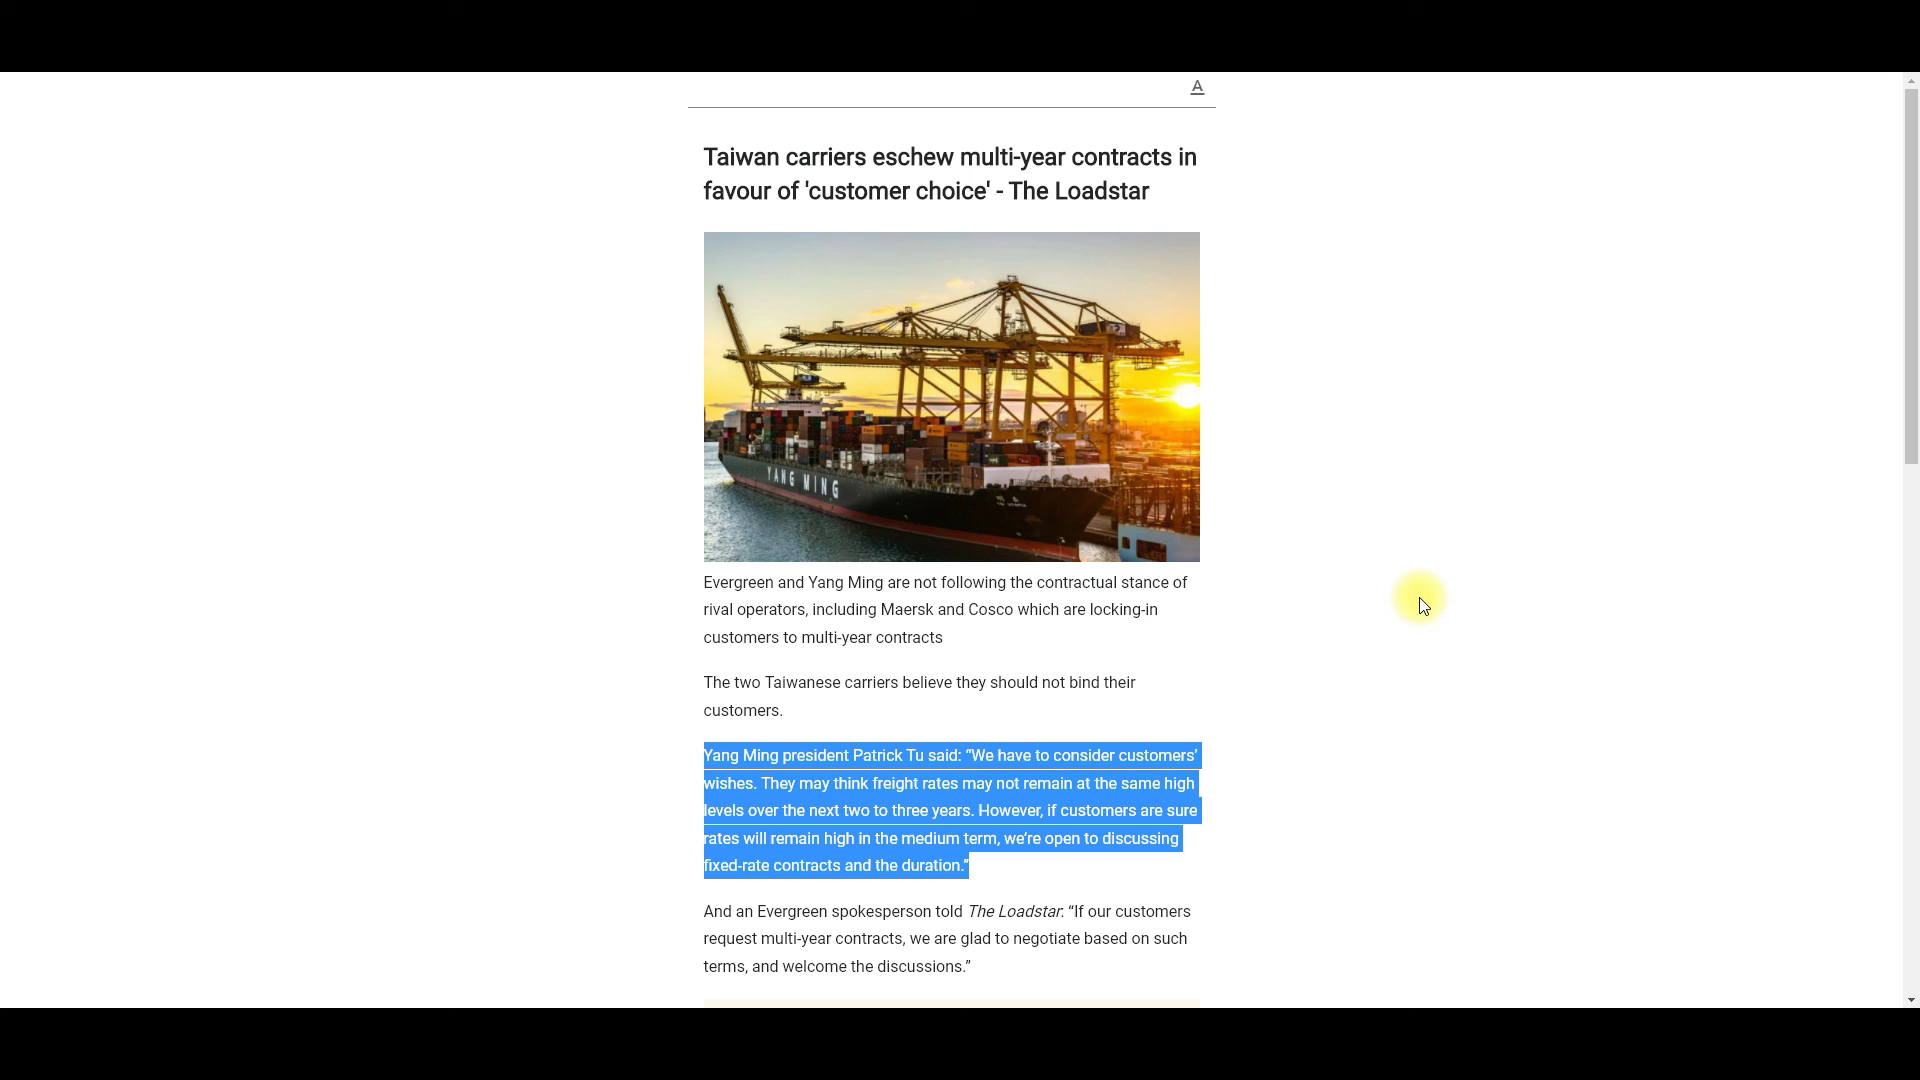 A
Taiwan carriers eschew multi-year contracts in
favour of 'customer choice' - The Loadstar
YANG MING
Evergreen and Yang Ming are not following the contractual stance of
rival operators, including Maersk and Cosco which are locking-in
customers to multi-year contracts
The two Taiwanese carriers believe they should not bind their
customers.
Yang Ming president Patrick Tu said: “We have to consider customers’
wishes. They may think freight rates may not remain at the same high
levels over the next two to three years. However, if customers are sure
rates will remain high in the medium term, we’re open to discussing
fixed-rate contracts and the duration.”
And an Evergreen spokesperson told The Loadstar: “If our customers
request multi-year contracts, we are glad to negotiate based on such
terms, and welcome the discussions.”